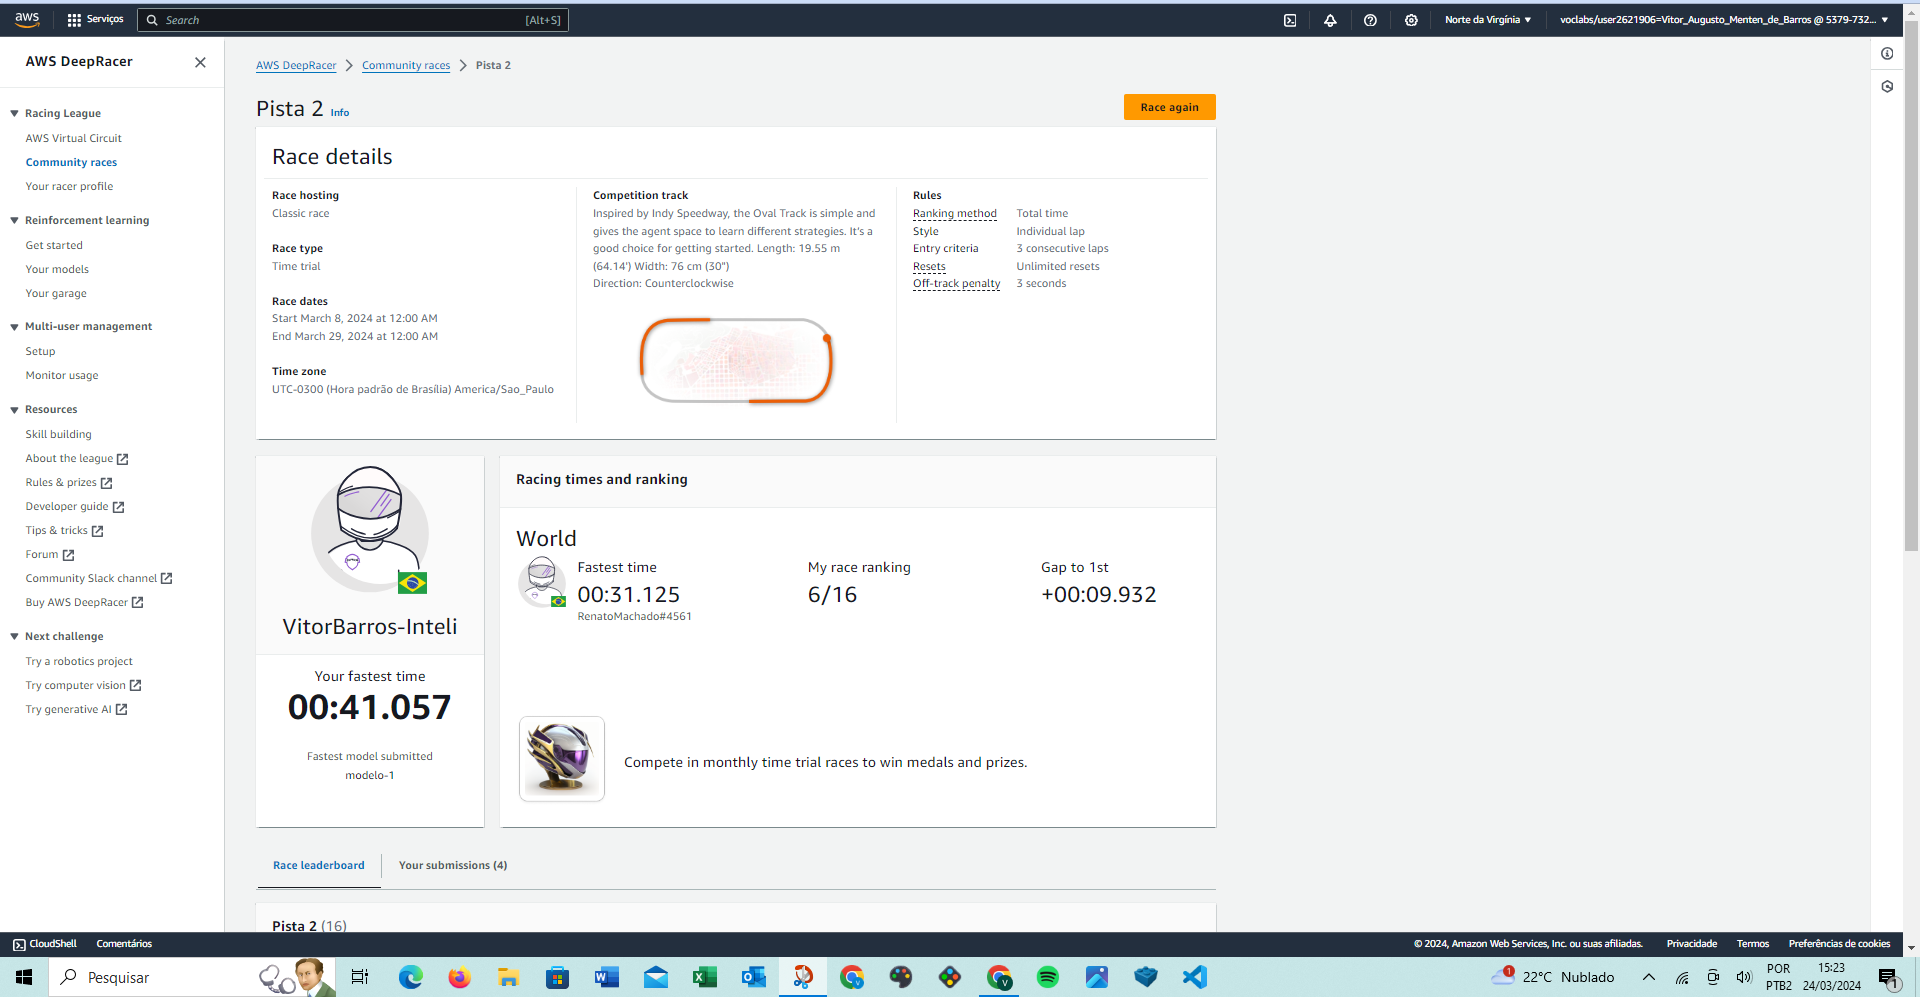 aws
Serviços
Search
[Alt+S]
Norte da Virgínia
voclabs/user2621906=Vitor_Augusto_Menten_de_Barros @ 5379-732...
AWS DeepRacer
Racing League
AWS Virtual Circuit
Community races
Your racer profile
Reinforcement learning
Get started
Your models
Your garage
Multi-user management
Setup
Monitor usage
Resources
Skill building
About the league
Rules & prizes
Developer guide
Tips & tricks
Forum
Community Slack channel
Buy AWS DeepRacer
Next challenge
Try a robotics project
Try computer vision
Try generative AI
AWS DeepRacer
Community races
Pista 2
Pista 2 Info
Race again
Race details
Race hosting
Classic race
Race type
Time trial
Race dates
Start March 8, 2024 at 12:00 AM
End March 29, 2024 at 12:00 AM
Time zone
UTC-0300 (Hora padrão de Brasília) America/Sao_Paulo
Competition track
Inspired by Indy Speedway, the Oval Track is simple and
gives the agent space to learn different strategies. It's a
good choice for getting started. Length: 19.55 m
(64.14') Width: 76 cm (30")
Direction: Counterclockwise
Rules
Ranking method Total time
Style Individual lap
Entry criteria 3 consecutive laps
Resets Unlimited resets
Off-track penalty 3 seconds
VitorBarros-Inteli
Your fastest time
00:41.057
Fastest model submitted
modelo-1
Racing times and ranking
World
Fastest time
00:31.125
RenatoMachado#4561
My race ranking
6/16
Gap to 1st
+00:09.932
Compete in monthly time trial races to win medals and prizes.
Race leaderboard
Your submissions (4)
Pista 2 (16)
CloudShell
Comentários
© 2024, Amazon Web Services, Inc. ou suas afiliadas.
Privacidade
Termos
Preferências de cookies
Pesquisar
1
22°C Nublado
POR
PTB2
15:23
24/03/2024
1